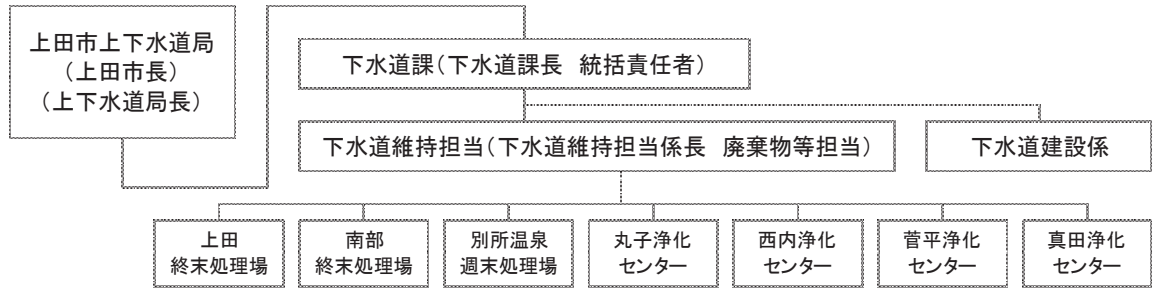 上田市上下水道局
(上田市長)
(上下水道局長)
下水道課(下水道課長 統括責任者)
下水道維持担当(下水道維持担当係長 廃棄物等担当)
下水道建設係
上田
終末処理場
南部
終末処理場
別所温泉
週末処理場
丸子浄化
センター
西内浄化
センター
菅平浄化
センター
真田浄化
センター